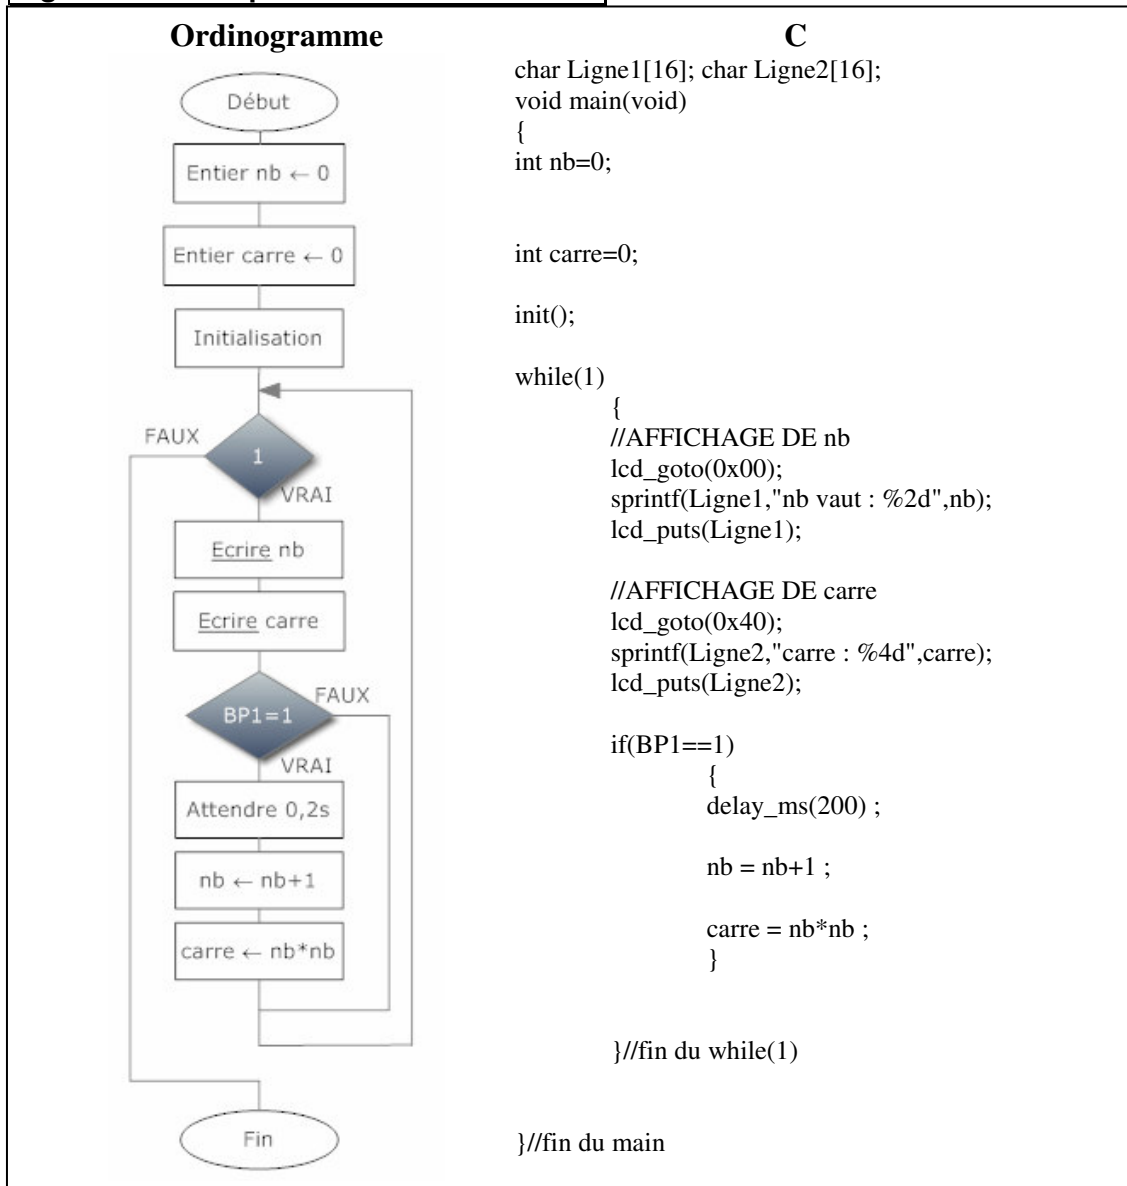 Ordinogramme
Début
Entier nb ← 0
Entier carre ← 0
Initialisation
1
FAUX
VRAI
Ecrire nb
Ecrire carre
BP1=1
FAUX
VRAI
Attendre 0,2s
nb ← nb+1
carre ← nb*nb
Fin
C
char Ligne1[16]; char Ligne2[16];
void main(void)
{
int nb=0;
int carre=0;
init();
while(1)
{
//AFFICHAGE DE nb
lcd_goto(0x00);
sprintf(Ligne1,"nb vaut : %2d",nb);
lcd_puts(Ligne1);
//AFFICHAGE DE carre
lcd_goto(0x40);
sprintf(Ligne2,"carre : %4d",carre);
lcd_puts(Ligne2);
if(BP1==1)
{
delay_ms(200) ;
nb = nb+1 ;
carre = nb*nb ;
}
}//fin du while(1)
}//fin du main